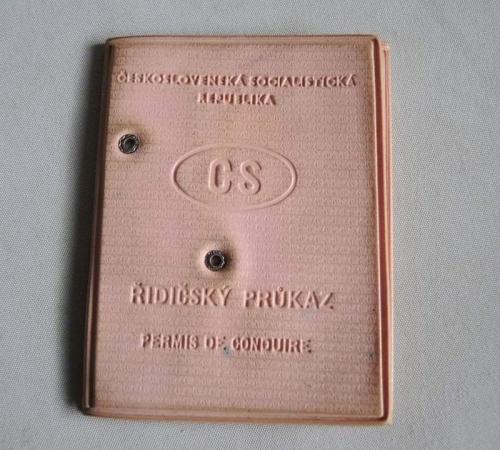 ČESKOSLOVENSKÁ SOCIALISTICKÁ
REPUBLIKA
CS
ŘIDIČSKÝ PRŮKAZ
PERMIS DE CONDUIRE